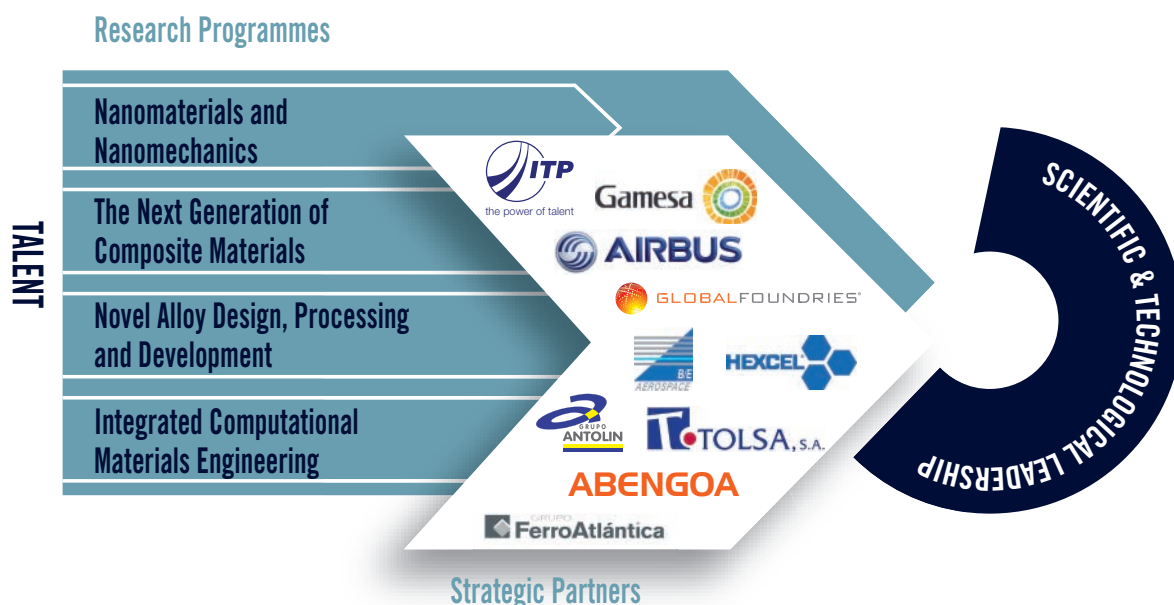 Research Programmes
TALENT
Nanomaterials and
Nanomechanics
The Next Generation of
Composite Materials
Novel Alloy Design, Processing
and Development
Integrated Computational
Materials Engineering
ITP
the power of talent
Gamesa
AIRBUS
GLOBALFOUNDRIES®
B/E
AEROSPACE
HEXCEL
GRUPO
ANTOLIN
TOLSA, S.A.
ABENGOA
GRUPO
FerroAtlántica
Strategic Partners
SCIENTIFIC & TECHNOLOGICAL LEADERSHIP